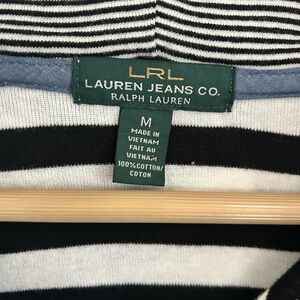 LRL
LAUREN JEANS CO.
RALPH LAUREN
M
MADE IN
VIETNAM
FAIT AU
VIETNAM
100%COTTON/
COTON